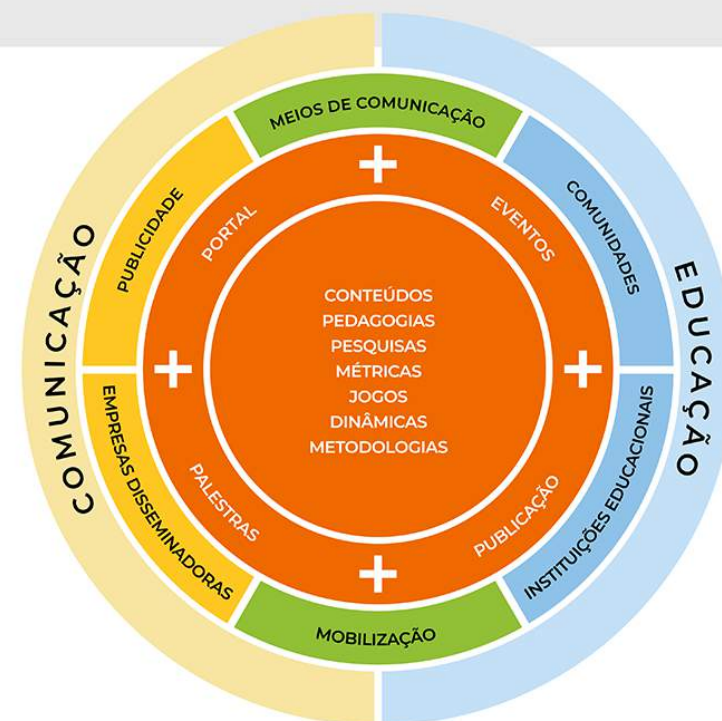 MEIOS DE COMUNICAÇÃO
PUBLICIDADE
COMUNIDADES
PORTAL
EVENTOS
COMUNICAÇÃO
EDUCAÇÃO
+
+
+
+
CONTEÚDOS
PEDAGOGIAS
PESQUISAS
MÉTRICAS
JOGOS
DINÂMICAS
METODOLOGIAS
EMPRESAS DISSEMINADORAS
PALESTRAS
PUBLICAÇÃO
INSTITUIÇÕES EDUCACIONAIS
MOBILIZAÇÃO